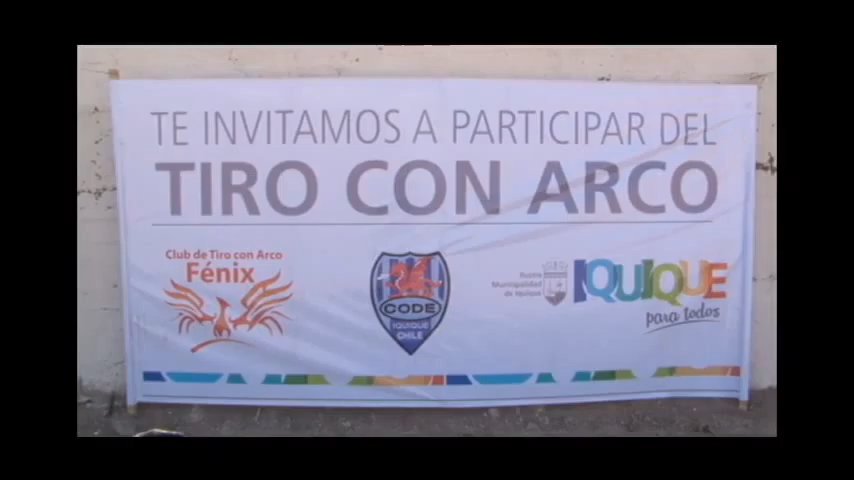 TE INVITAMOS A PARTICIPAR DEL
TIRO CON ARCO
Club de Tiro con Arco
Fénix
CODE
IQUIQUE
CHILE
Ilustre
Municipalidad
de Iquique
IQUIQUE
para todos